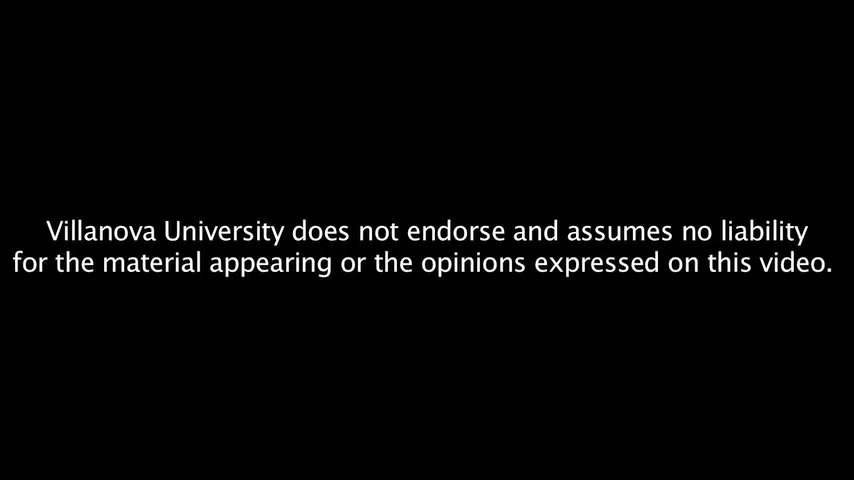 Villanova University does not endorse and assumes no liability
for the material appearing or the opinions expressed on this video.